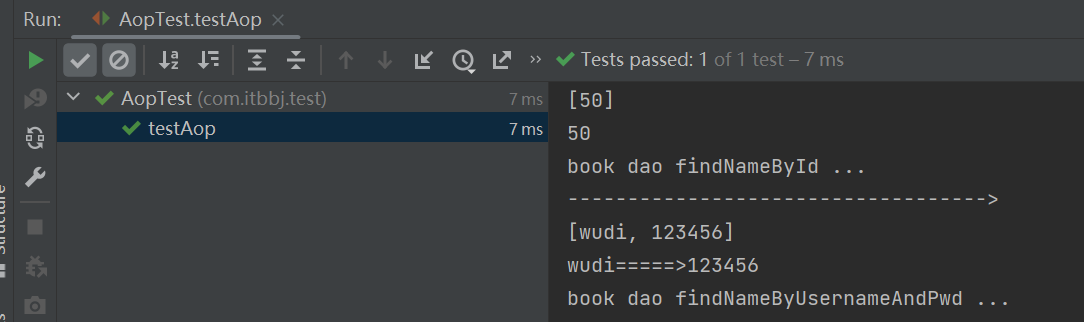 Run: AopTest.testAop
Tests passed: 1 of 1 test – 7 ms
AopTest (com.itbbj.test) 7 ms
testAop 7 ms
[50]
50
book dao findNameById ...
----------------------------------->
[wudi, 123456]
wudi=====>123456
book dao findNameByUsernameAndPwd ...
Structure